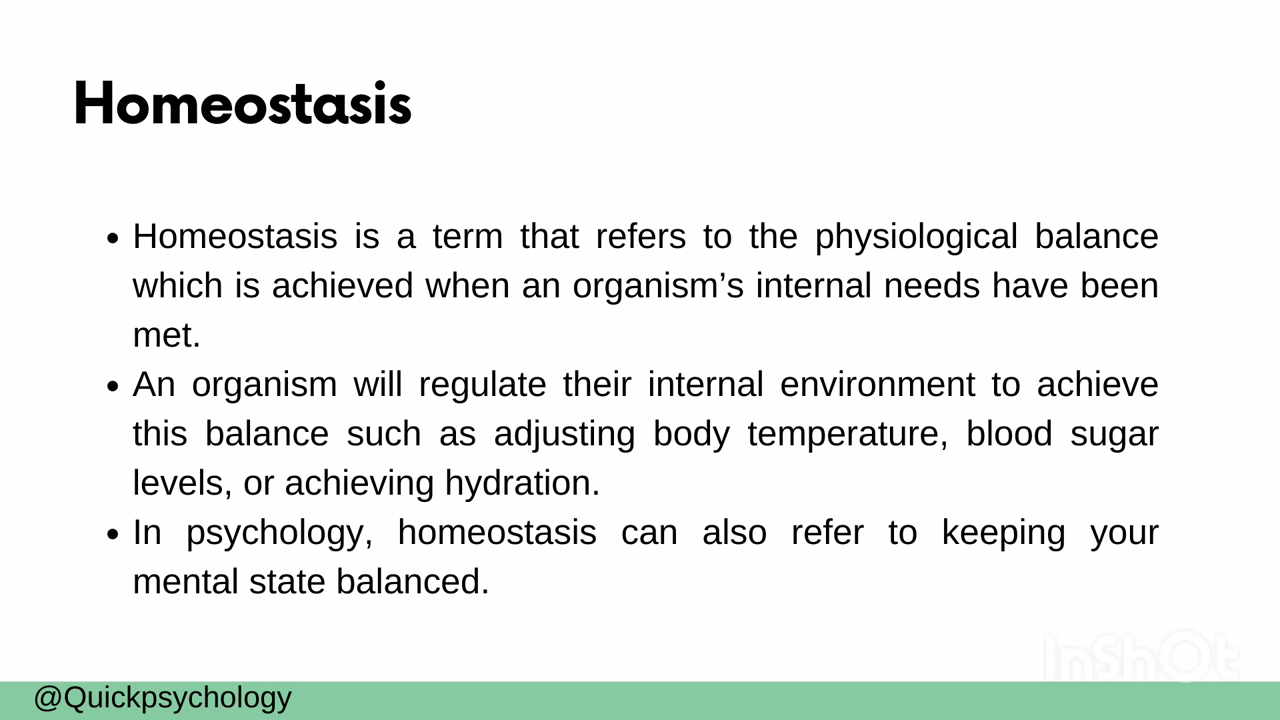 Homeostasis
• Homeostasis is a term that refers to the physiological balance
which is achieved when an organism’s internal needs have been
met.
• An organism will regulate their internal environment to achieve
this balance such as adjusting body temperature, blood sugar
levels, or achieving hydration.
• In psychology, homeostasis can also refer to keeping your
mental state balanced.
InShOt
@Quickpsychology